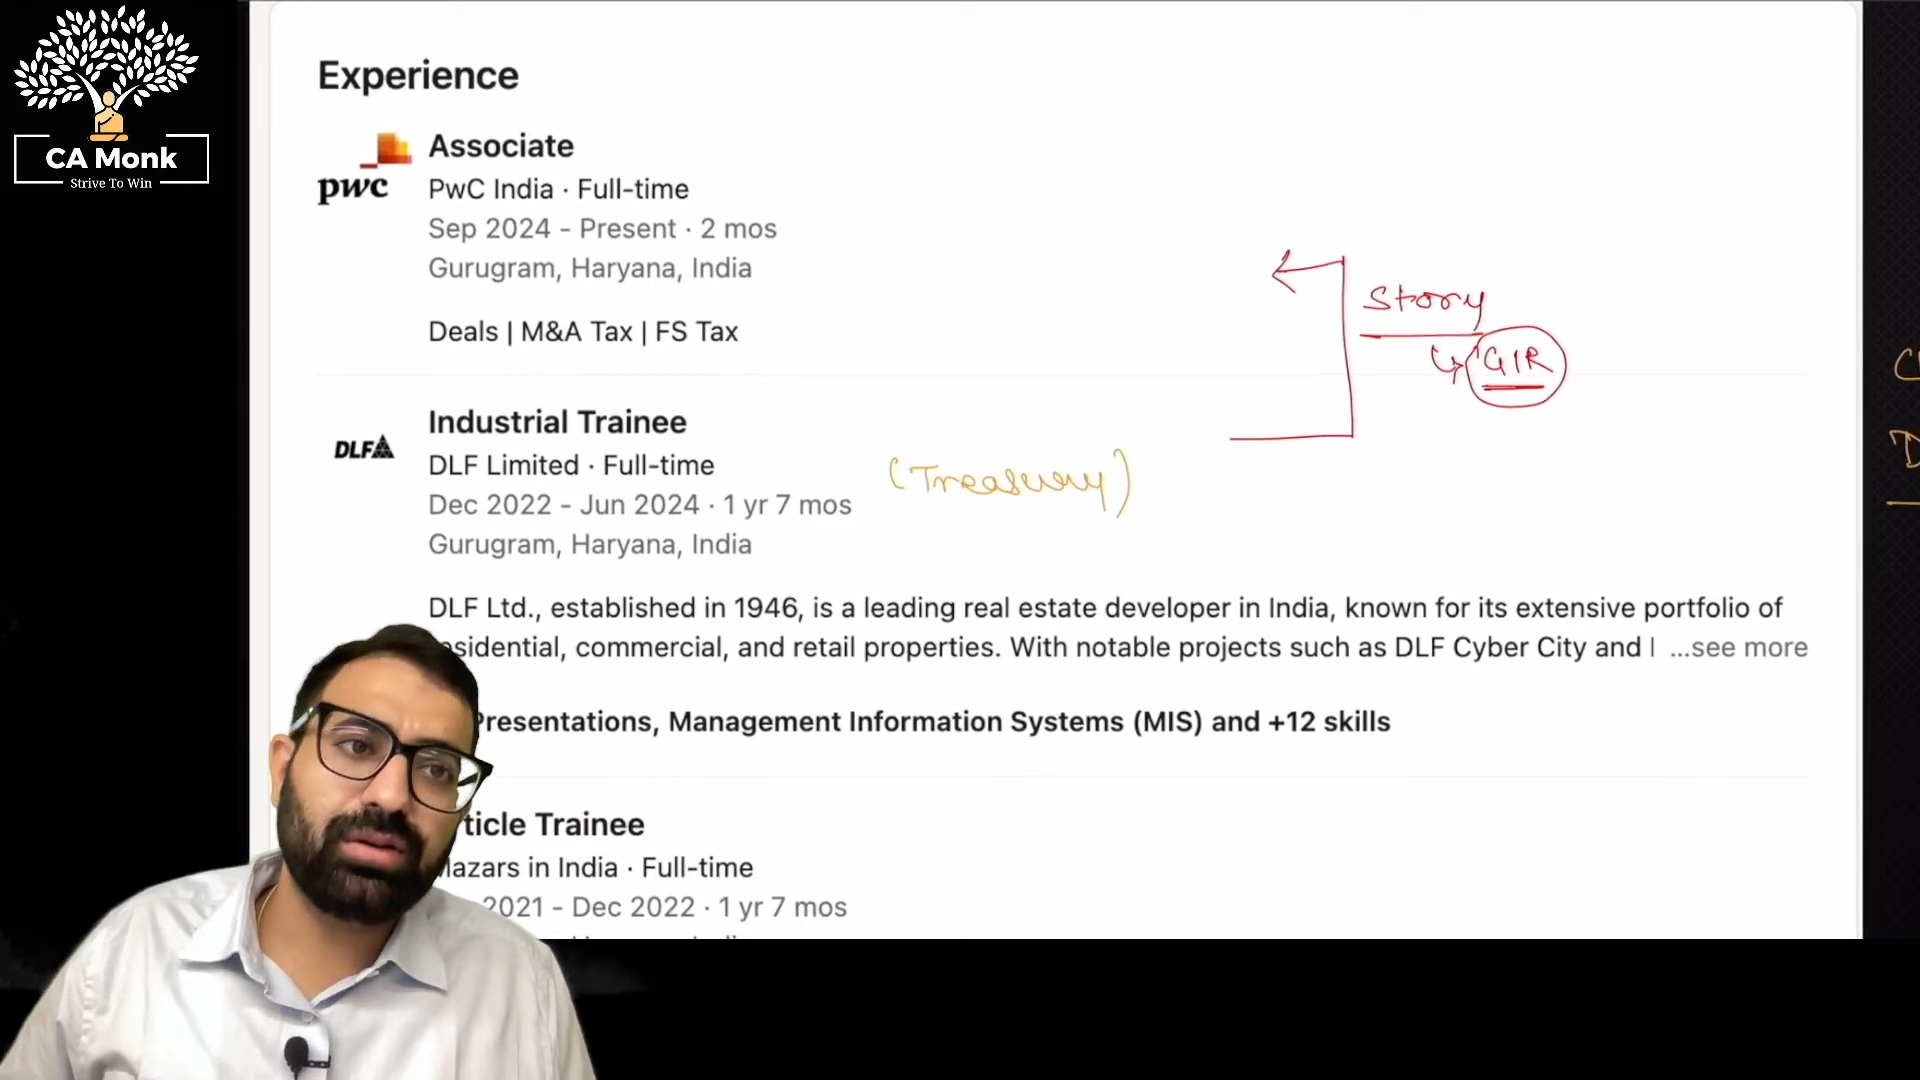 CA Monk
Strive To Win
Experience
pwc
Associate
PwC India · Full-time
Sep 2024 - Present · 2 mos
Gurugram, Haryana, India
Deals | M&A Tax | FS Tax
Story
GIR
DLF
Industrial Trainee
DLF Limited · Full-time
Dec 2022 - Jun 2024 · 1 yr 7 mos
Gurugram, Haryana, India
(Treasury)
DLF Ltd., established in 1946, is a leading real estate developer in India, known for its extensive portfolio of
sidential, commercial, and retail properties. With notable projects such as DLF Cyber City and ...see more
Presentations, Management Information Systems (MIS) and +12 skills
ticle Trainee
azars in India · Full-time
2021 - Dec 2022 · 1 yr 7 mos